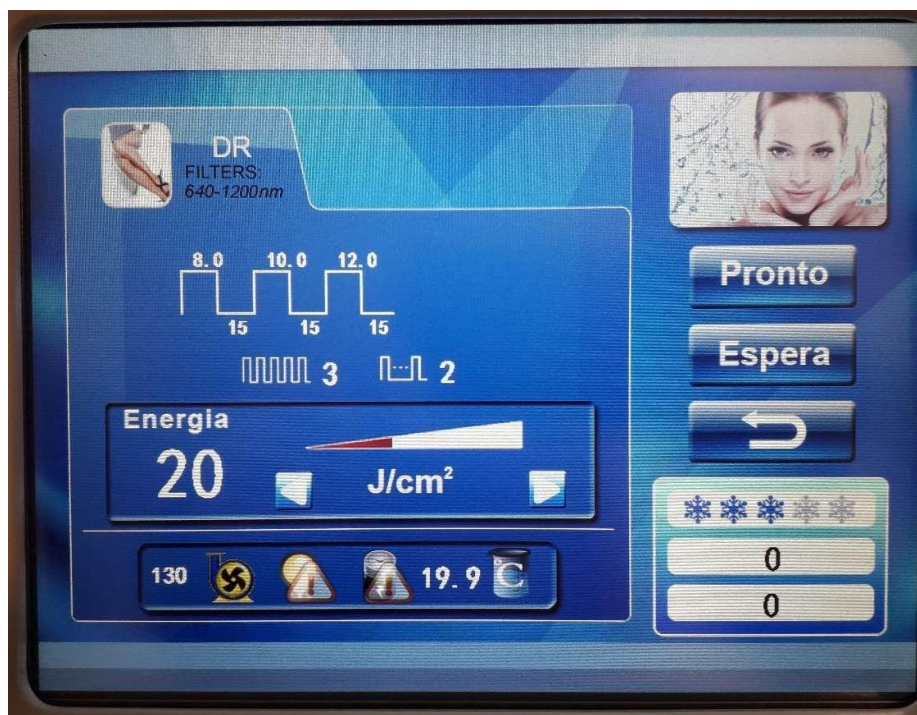 DR
FILTERS:
640-1200nm
8.0 10.0 12.0
15 15 15
3 2
Energia
20
J/cm²
130 19.9 C
Pronto
Espera
0
0